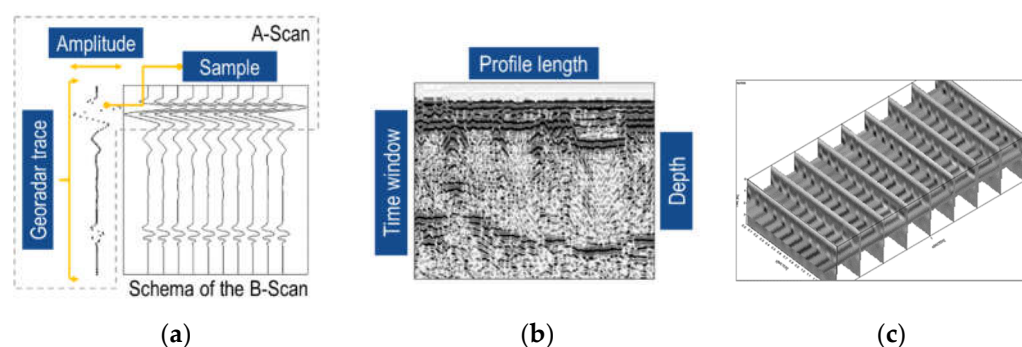 A-Scan
Amplitude
Sample
Georadar trace
Schema of the B-Scan
Profile length
Time window
Depth
(a)
(b)
(c)